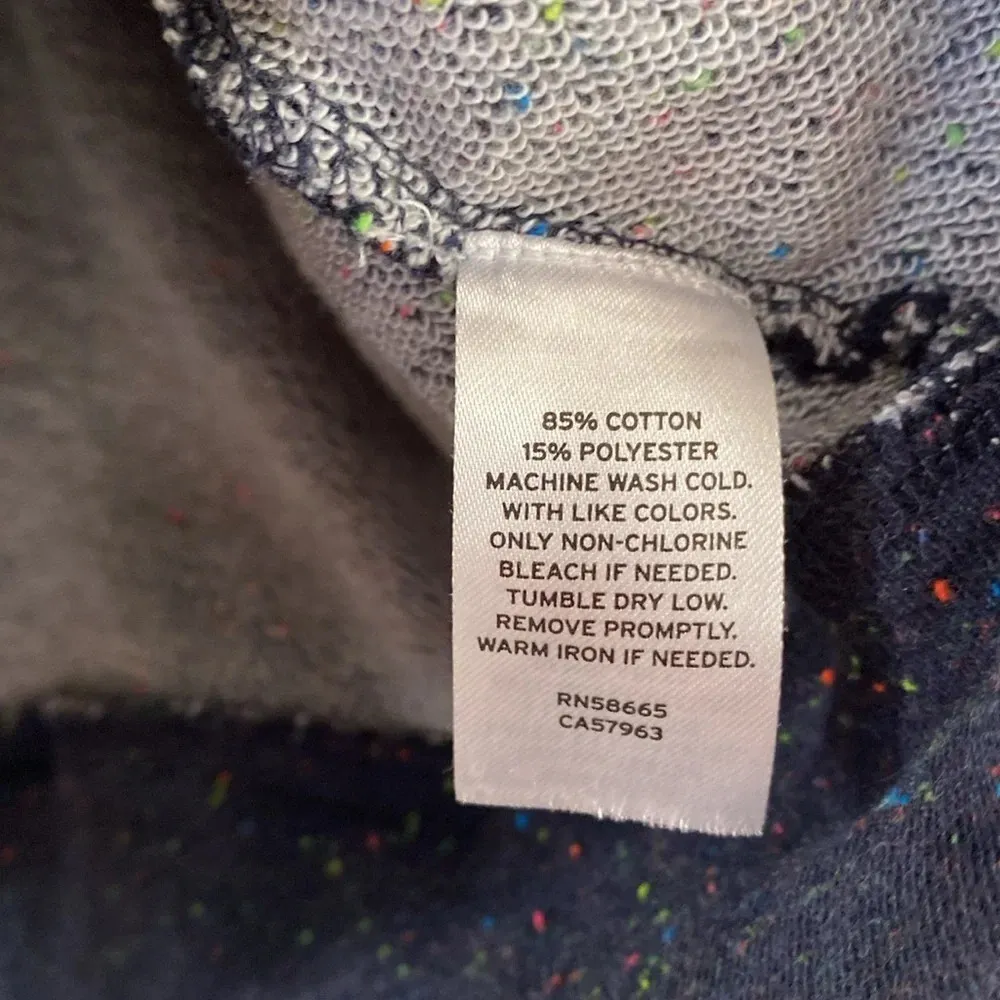 85% COTTON
15% POLYESTER
MACHINE WASH COLD.
WITH LIKE COLORS.
ONLY NON-CHLORINE
BLEACH IF NEEDED.
TUMBLE DRY LOW.
REMOVE PROMPTLY.
WARM IRON IF NEEDED.
RN58665
CA57963